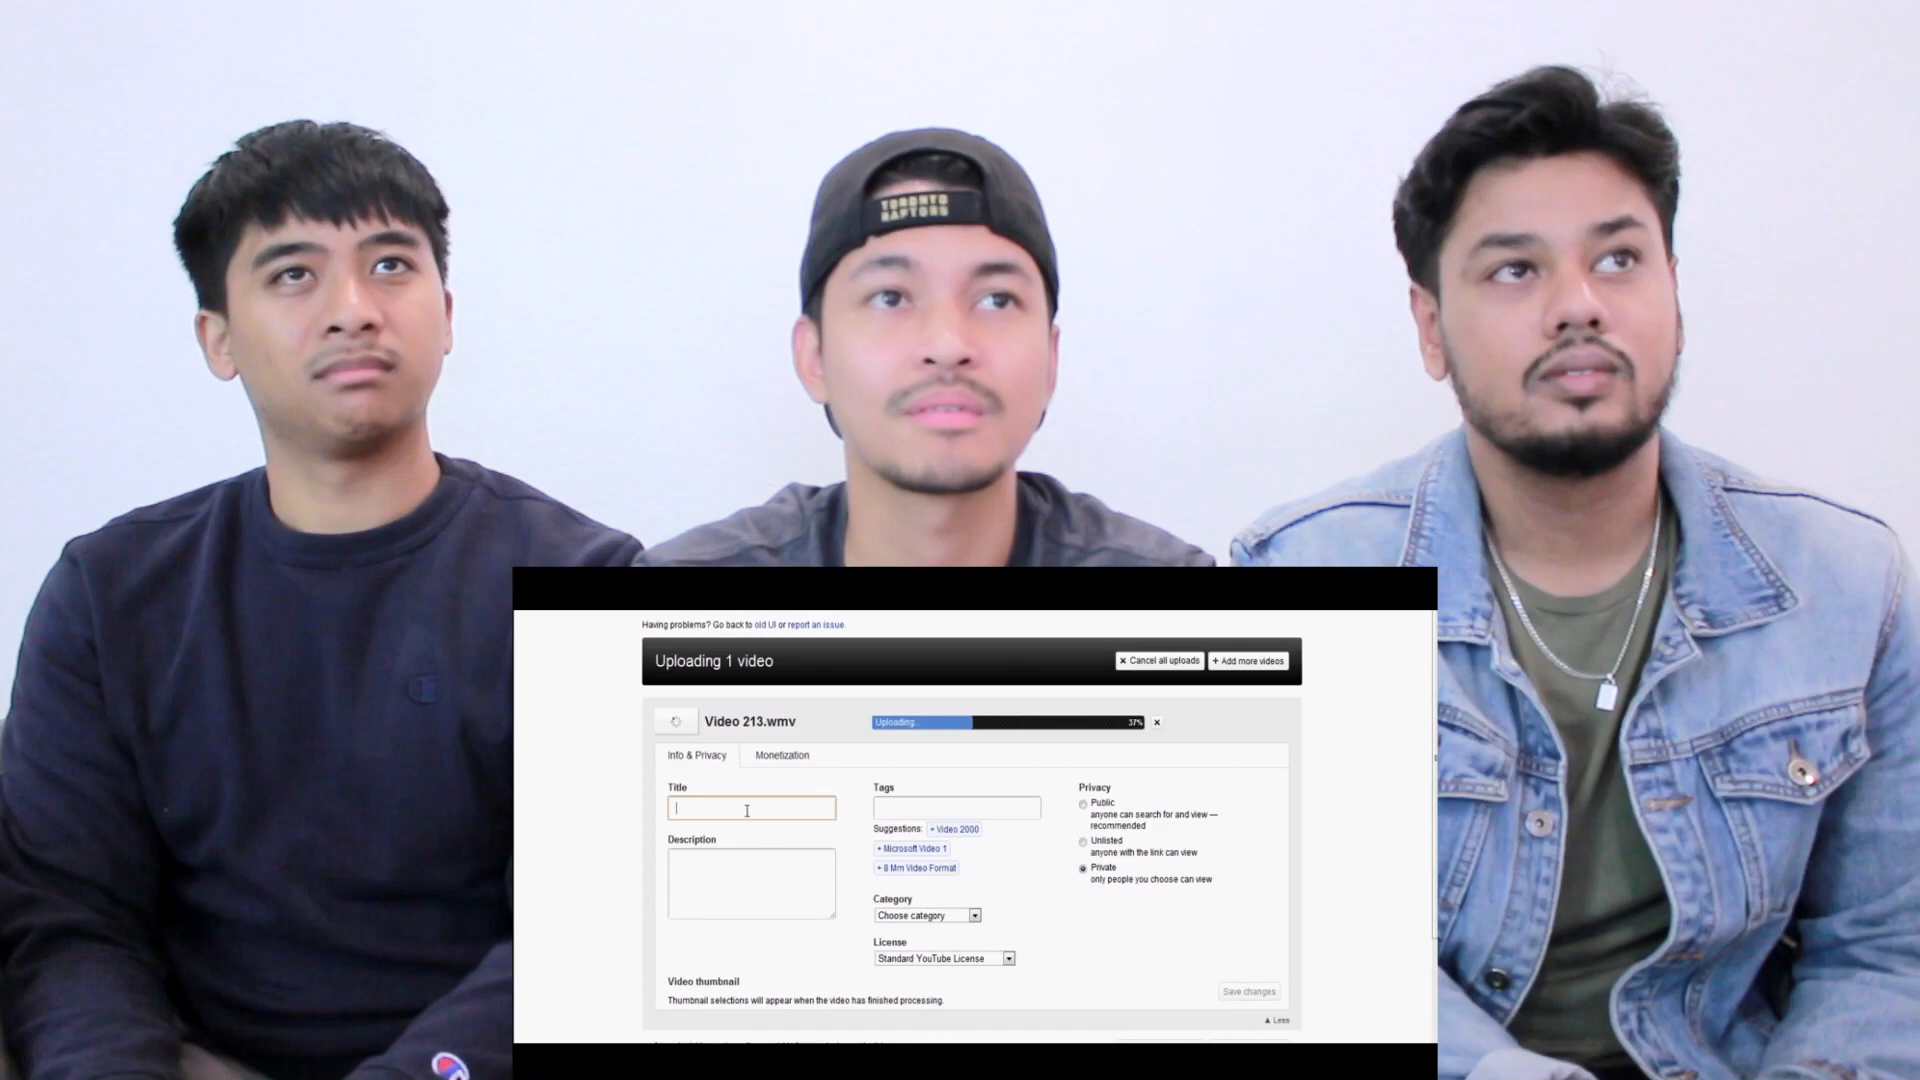 TORONTO
RAPTORS
Having problems? Go back to old UI or report an issue.
Uploading 1 video
× Cancel all uploads
+ Add more videos
Video 213.wmv
Uploading...
37%
×
Info & Privacy
Monetization
Title
Tags
Privacy
Public
anyone can search for and view —
recommended
Suggestions:
+ Video 2000
+ Microsoft Video 1
+ 8 Mm Video Format
Unlisted
anyone with the link can view
Description
Private
only people you choose can view
Category
Choose category
License
Standard YouTube License
Video thumbnail
Thumbnail selections will appear when the video has finished processing.
Save changes
▲ Less